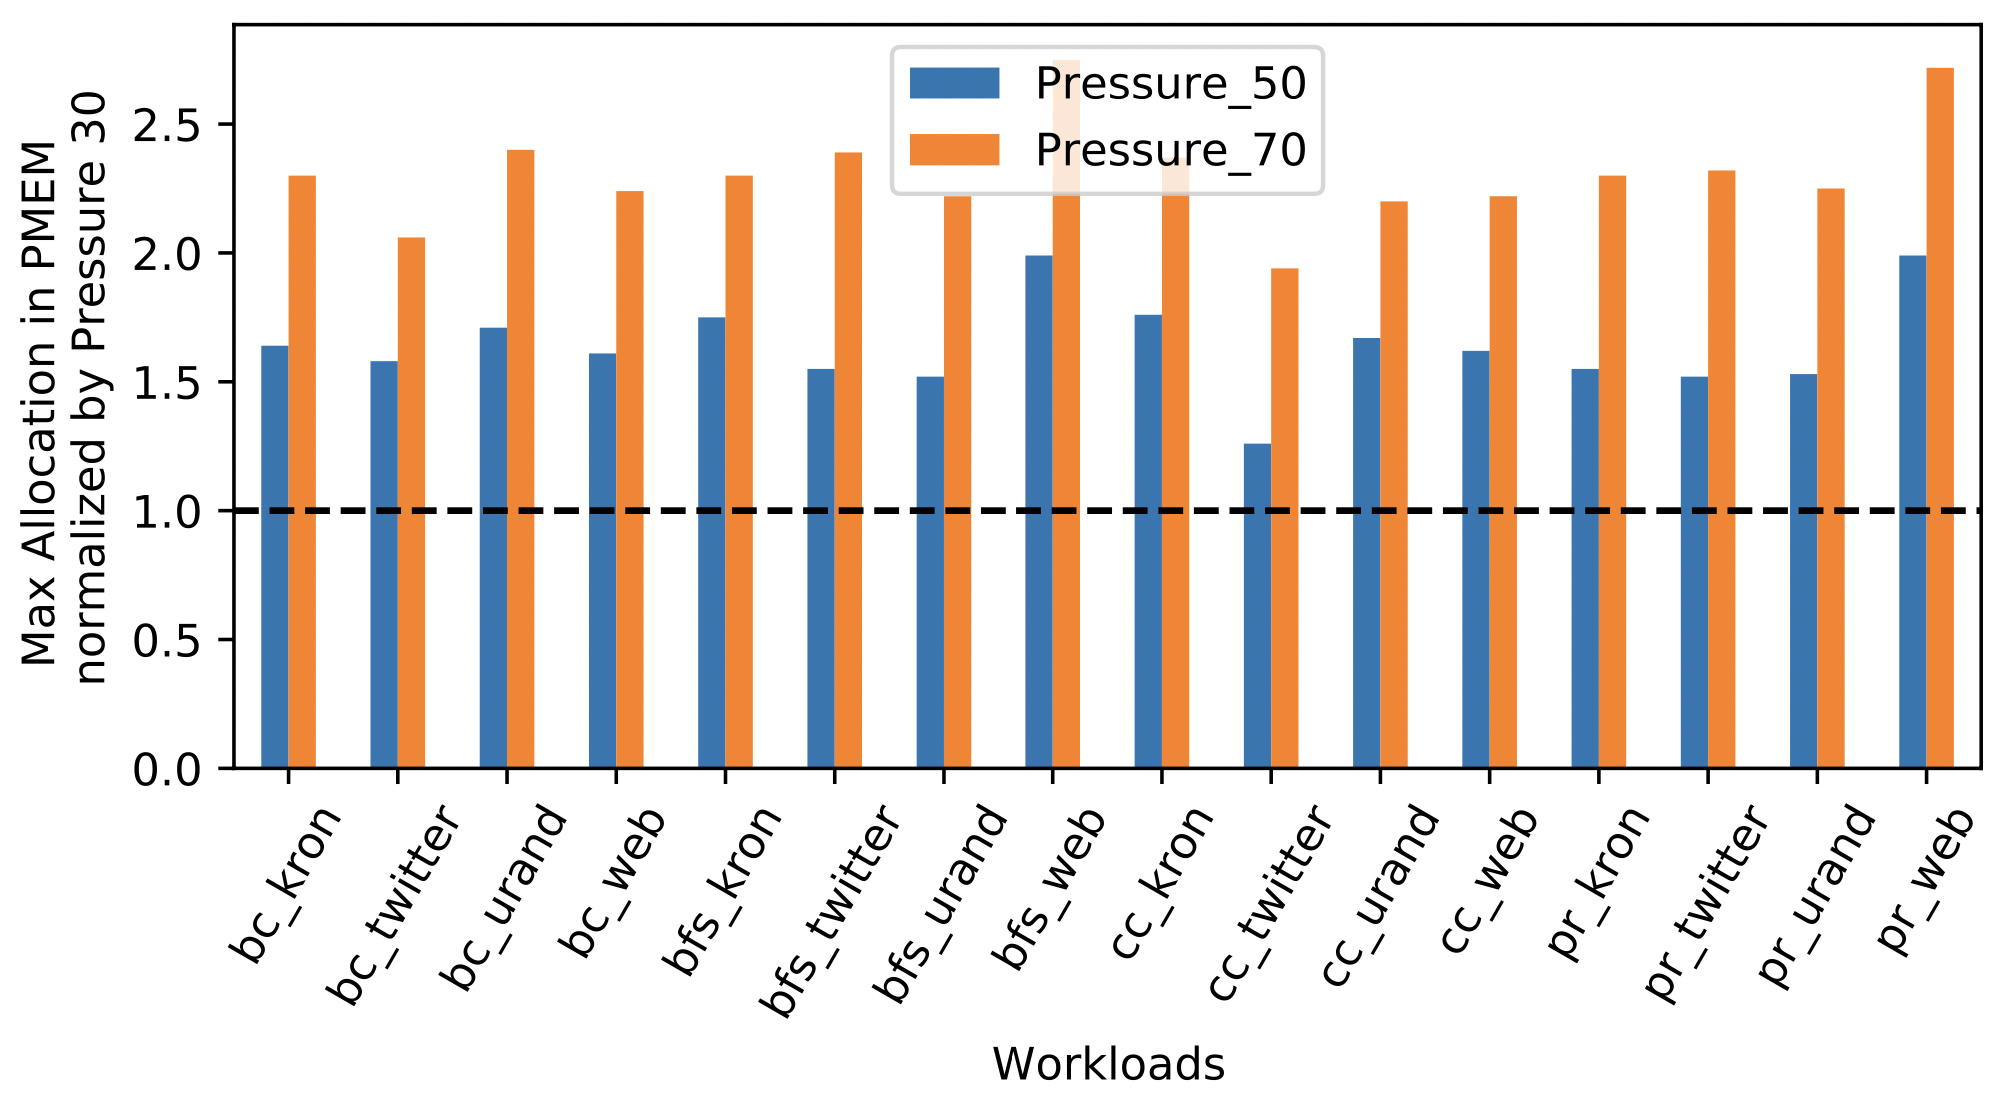 Max Allocation in PMEM
normalized by Pressure 30
2.5
2.0
1.5
1.0
0.5
0.0
Pressure_50
Pressure_70
bc_kron
bc_twitter
bc_urand
bc_web
bfs_kron
bfs_twitter
bfs_urand
bfs_web
cc_kron
cc_twitter
cc_urand
cc_web
pr_kron
pr_twitter
pr_urand
pr_web
Workloads